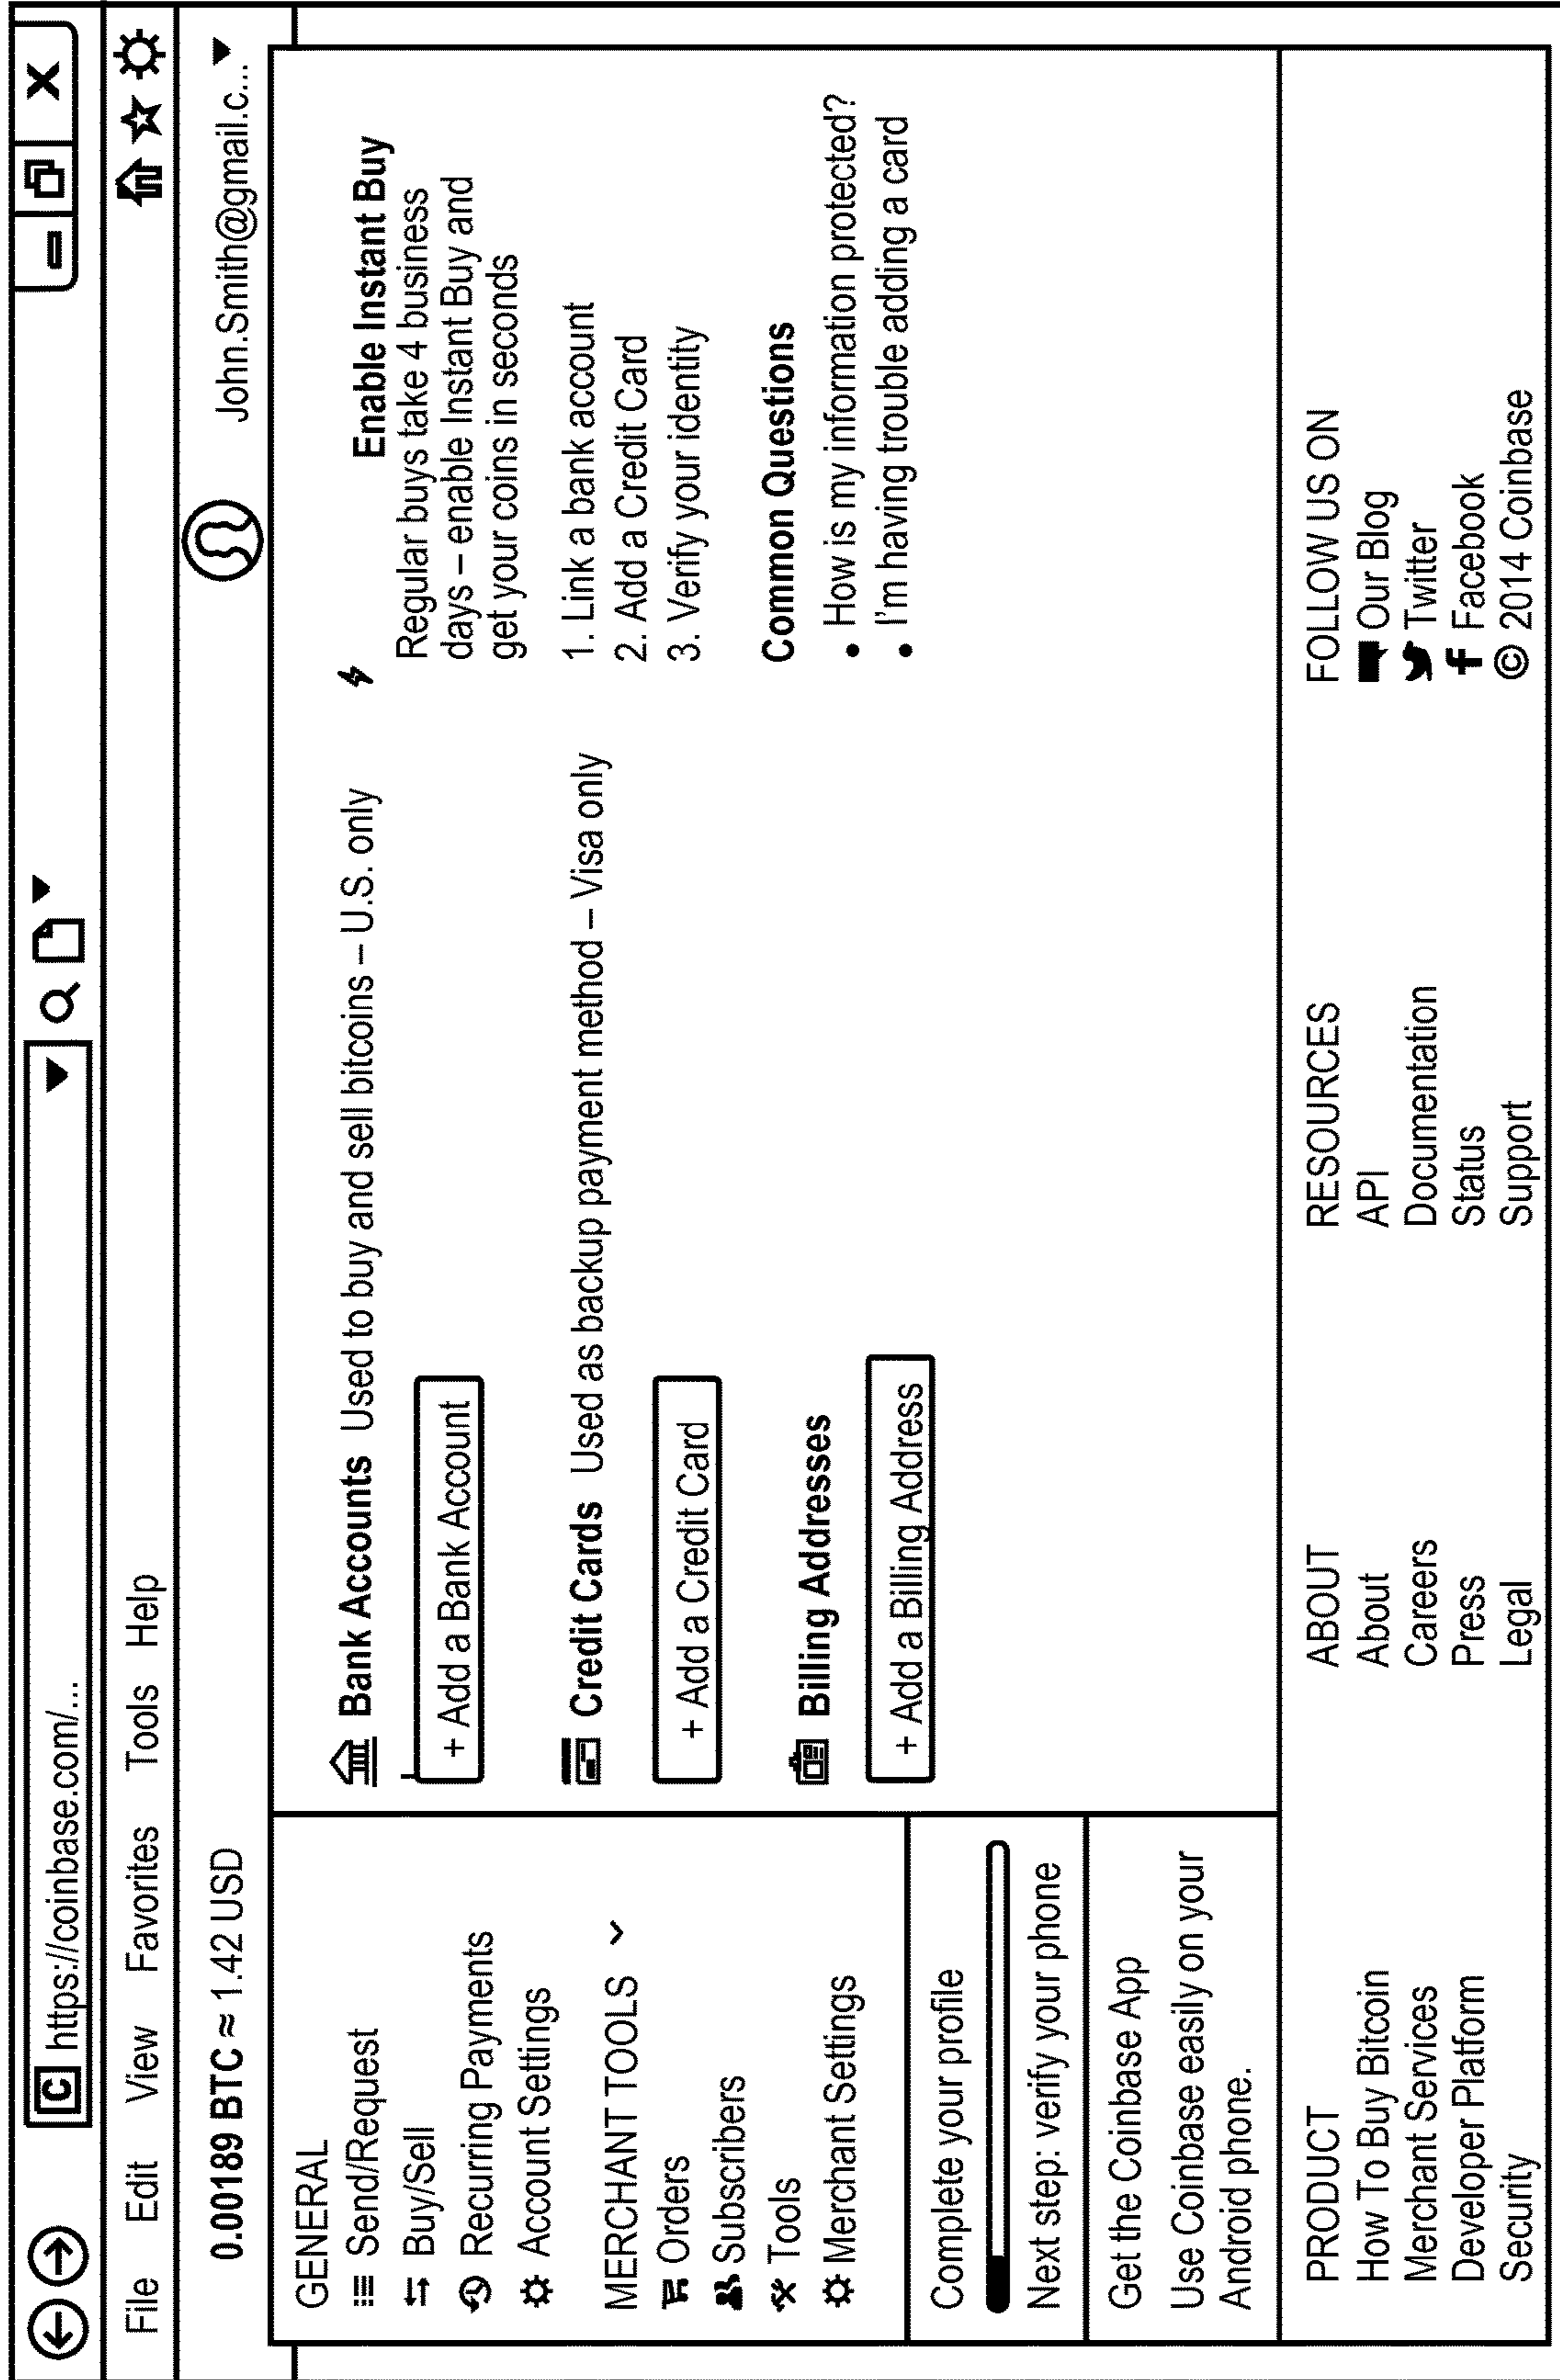 C https://coinbase.com/...
X
File Edit View Favorites Tools Help
0.00189 BTC ≈ 1.42 USD
John.Smith@gmail.c...
GENERAL
Send/Request
Buy/Sell
Recurring Payments
Account Settings
MERCHANT TOOLS
Orders
Subscribers
Tools
Merchant Settings
Complete your profile
Next step: verify your phone
Get the Coinbase App
Use Coinbase easily on your
Android phone.
Bank Accounts Used to buy and sell bitcoins – U.S. only
+ Add a Bank Account
Credit Cards Used as backup payment method – Visa only
+ Add a Credit Card
Billing Addresses
+ Add a Billing Address
Enable Instant Buy
Regular buys take 4 business
days – enable Instant Buy and
get your coins in seconds
1. Link a bank account
2. Add a Credit Card
3. Verify your identity
Common Questions
• How is my information protected?
• I'm having trouble adding a card
PRODUCT
How To Buy Bitcoin
Merchant Services
Developer Platform
Security
ABOUT
About
Careers
Press
Legal
RESOURCES
API
Documentation
Status
Support
FOLLOW US ON
Our Blog
Twitter
f Facebook
© 2014 Coinbase